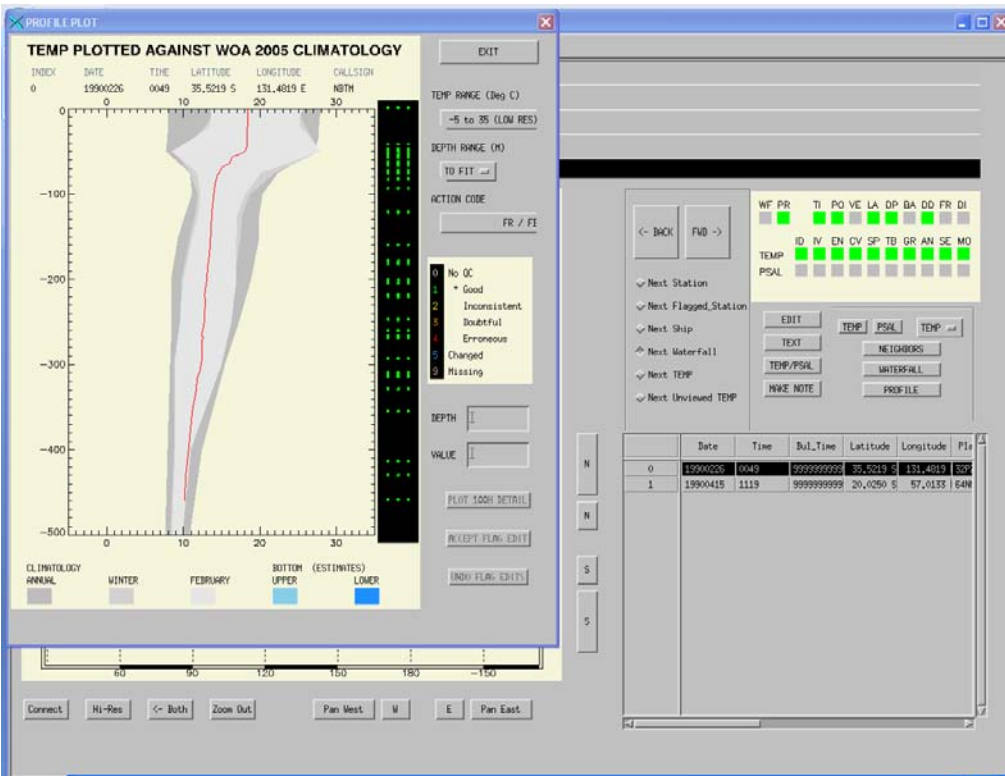 PROFILE PLOT
TEMP PLOTTED AGAINST WOA 2005 CLIMATOLOGY
INDEX DATE TIME LATITUDE LONGITUDE CALLSIGN
0 19900226 0049 35.5219 S 131.4819 E NBTM
0 10 20 30
0
-100
-200
-300
-400
-500
0 10 20 30
CLIMATOLOGY BOTTOM (ESTIMATES)
ANNUAL WINTER FEBRUARY UPPER LOWER
EXIT
TEMP RANGE (Deg C)
-5 to 35 (LOW RES)
DEPTH RANGE (M)
TO FIT
ACTION CODE
FR / FI
0 No QC
1 * Good
2 Inconsistent
3 Doubtful
4 Erroneous
5 Changed
9 Missing
DEPTH
VALUE
PLOT 100M DETAIL
ACCEPT FLAG EDIT
UNDO FLAG EDITS
<- BACK FWD ->
Next Station
Next Flagged_Station
Next Ship
Next Waterfall
Next TEMP
Next Unviewed TEMP
WF PR TI PO VE LA DP BA DD FR DI
ID IV EN CV SP TB GR AN SE MO
TEMP
PSAL
EDIT
TEXT
TEMP/PSAL
MAKE NOTE
TEMP PSAL TEMP
NEIGHBORS
WATERFALL
PROFILE
N
N
S
S
Date Time Bul_Time Latitude Longitude Pla
0 19900226 0049 9999999999 35.5219 S 131.4819 32P
1 19900415 1119 9999999999 20.0250 S 57.0133 64N
60 90 120 150 180 -150
Connect Hi-Res <- Both Zoom Out Pan West W E Pan East